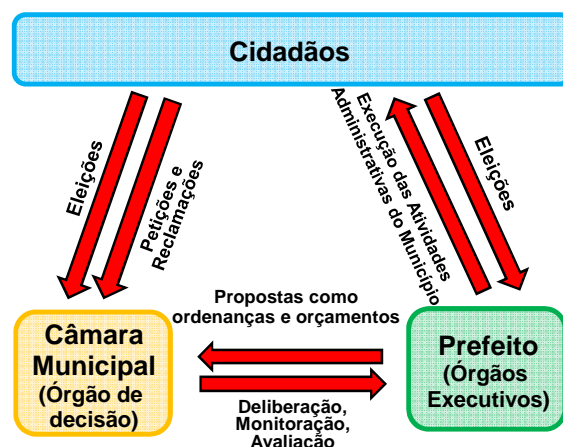 Cidadãos
Eleições
Petições e
Reclamações
Execução das Atividades
Administrativas do Município
Eleições
Propostas como
ordenanças e orçamentos
Câmara
Municipal
(Órgão de
decisão)
Prefeito
(Órgãos
Executivos)
Deliberação,
Monitoração,
Avaliação